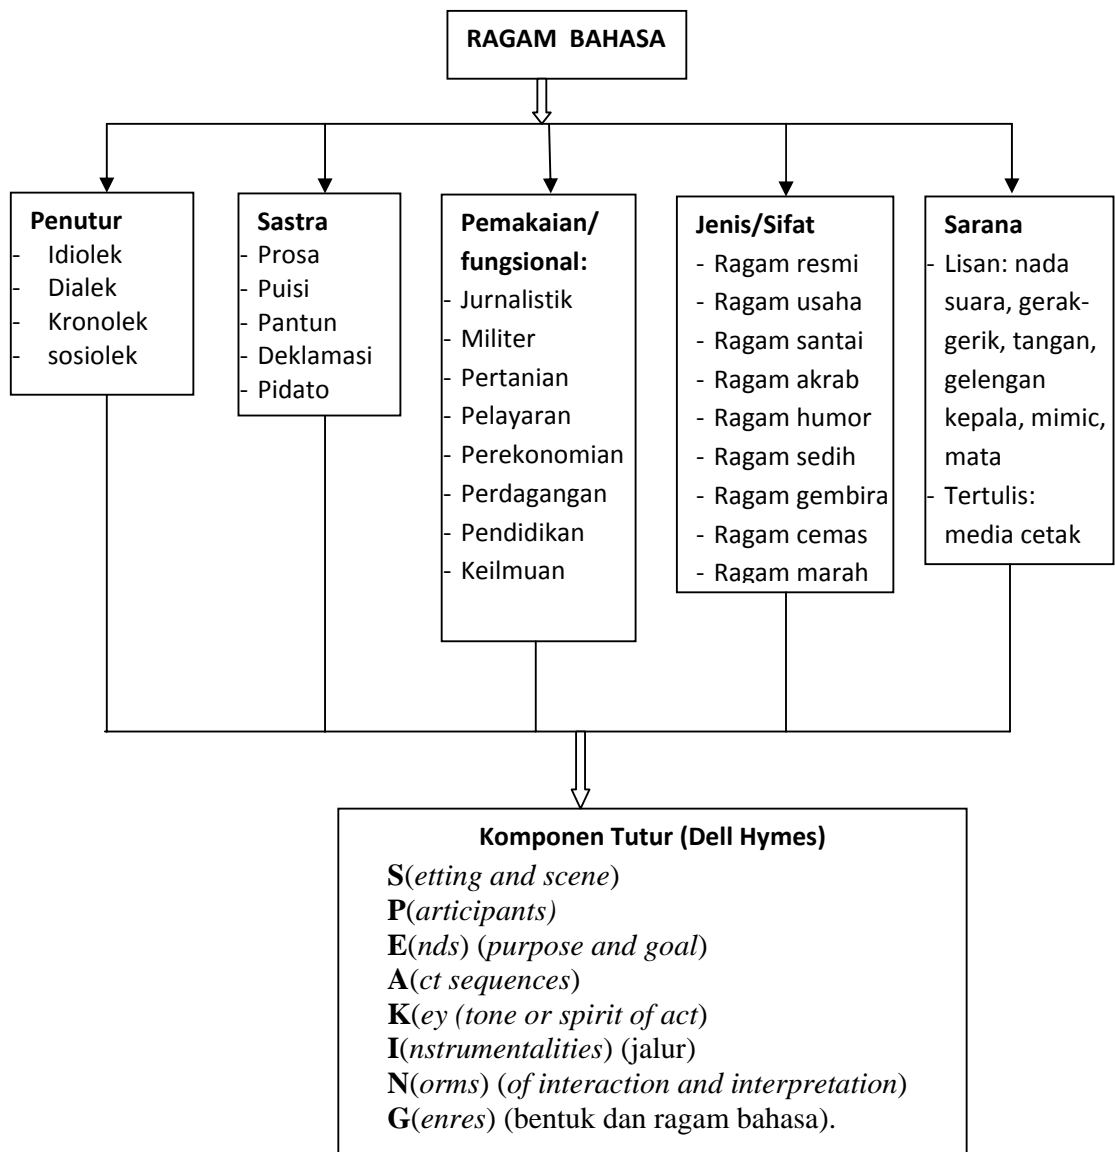 RAGAM BAHASA
Penutur
- Idiolek
- Dialek
- Kronolek
- sosiolek
Sastra
- Prosa
- Puisi
- Pantun
- Deklamasi
- Pidato
Pemakaian/
fungsional:
- Jurnalistik
- Militer
- Pertanian
- Pelayaran
- Perekonomian
- Perdagangan
- Pendidikan
- Keilmuan
Jenis/Sifat
- Ragam resmi
- Ragam usaha
- Ragam santai
- Ragam akrab
- Ragam humor
- Ragam sedih
- Ragam gembira
- Ragam cemas
- Ragam marah
Sarana
- Lisan: nada
suara, gerak-
gerik, tangan,
gelengan
kepala, mimic,
mata
- Tertulis:
media cetak
Komponen Tutur (Dell Hymes)
S(etting and scene)
P(articipants)
E(nds) (purpose and goal)
A(ct sequences)
K(ey (tone or spirit of act)
I(nstrumentalities) (jalur)
N(orms) (of interaction and interpretation)
G(enres) (bentuk dan ragam bahasa).